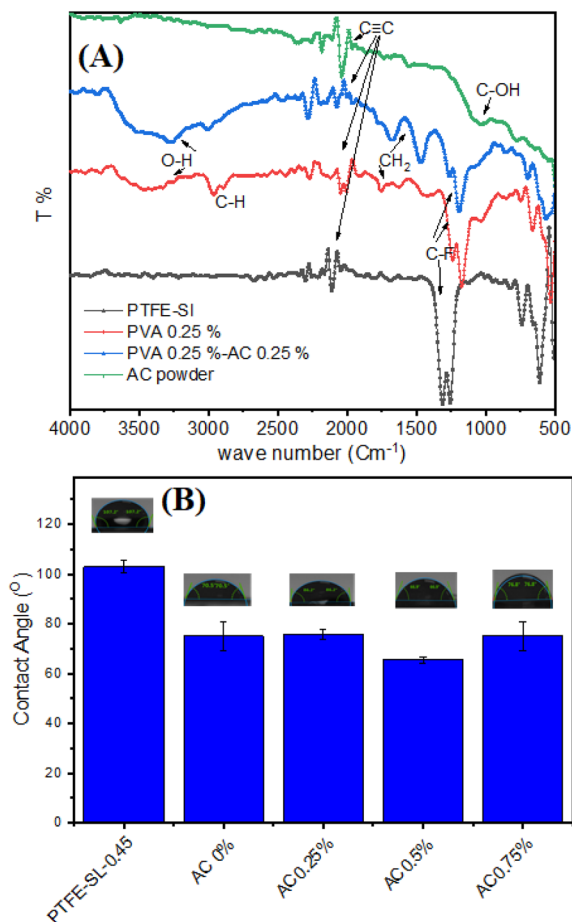 (A)
C≡C
C-OH
O-H
CH2
C-H
C-F
T %
PTFE-SI
PVA 0.25 %
PVA 0.25 %-AC 0.25 %
AC powder
4000 3500 3000 2500 2000 1500 1000 500
wave number (Cm-1)
(B)
120
100
80
60
40
20
0
Contact Angle (O)
PTFE-SL-0.45
AC 0%
AC0.25%
AC0.5%
AC0.75%